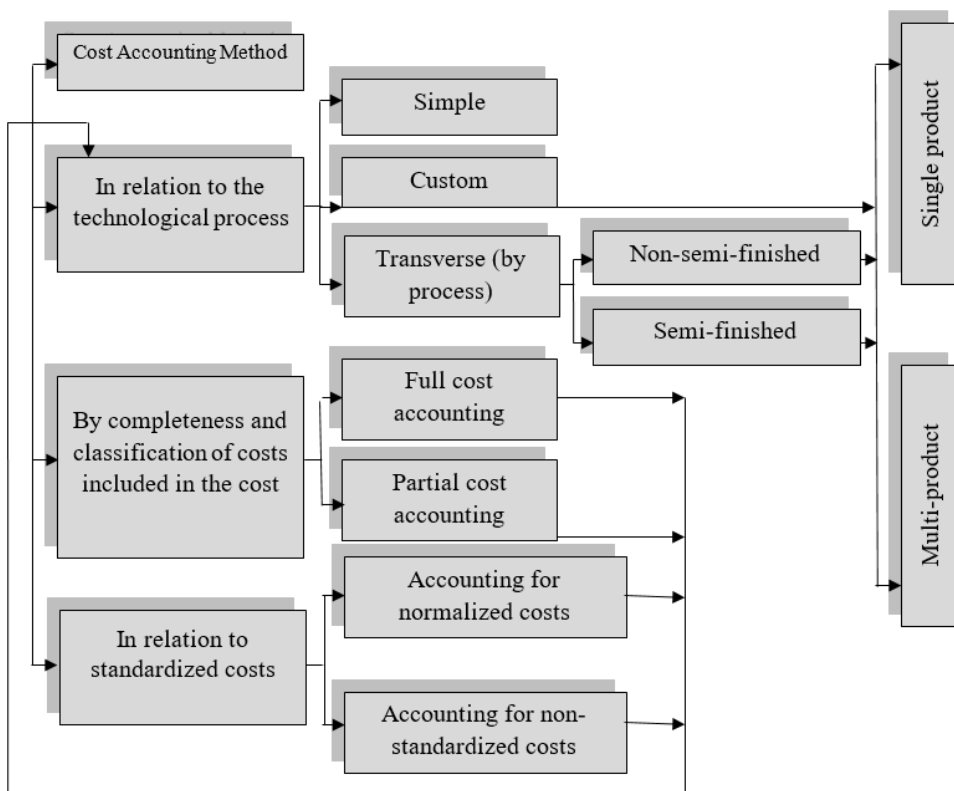 Cost Accounting Method
Simple
Custom
In relation to the
technological process
Transverse (by
process)
Non-semi-finished
Semi-finished
Single product
Full cost
accounting
By completeness and
classification of costs
included in the cost
Partial cost
accounting
Multi-product
Accounting for
normalized costs
In relation to
standardized costs
Accounting for non-
standardized costs